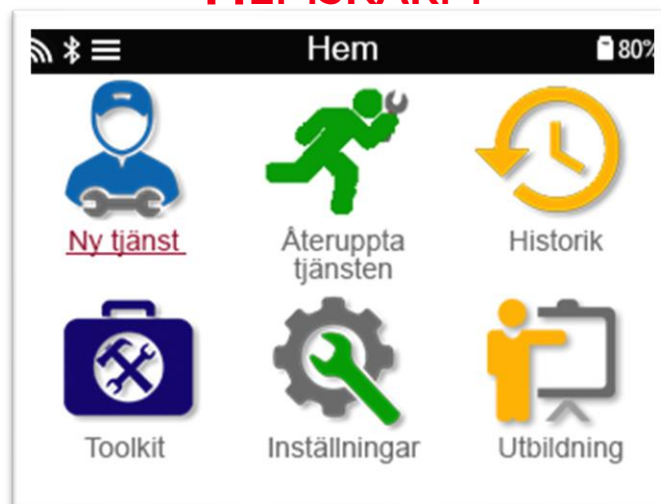 Hem
80%
Ny tjänst
Återuppta
tjänsten
Historik
Toolkit
Inställningar
Utbildning